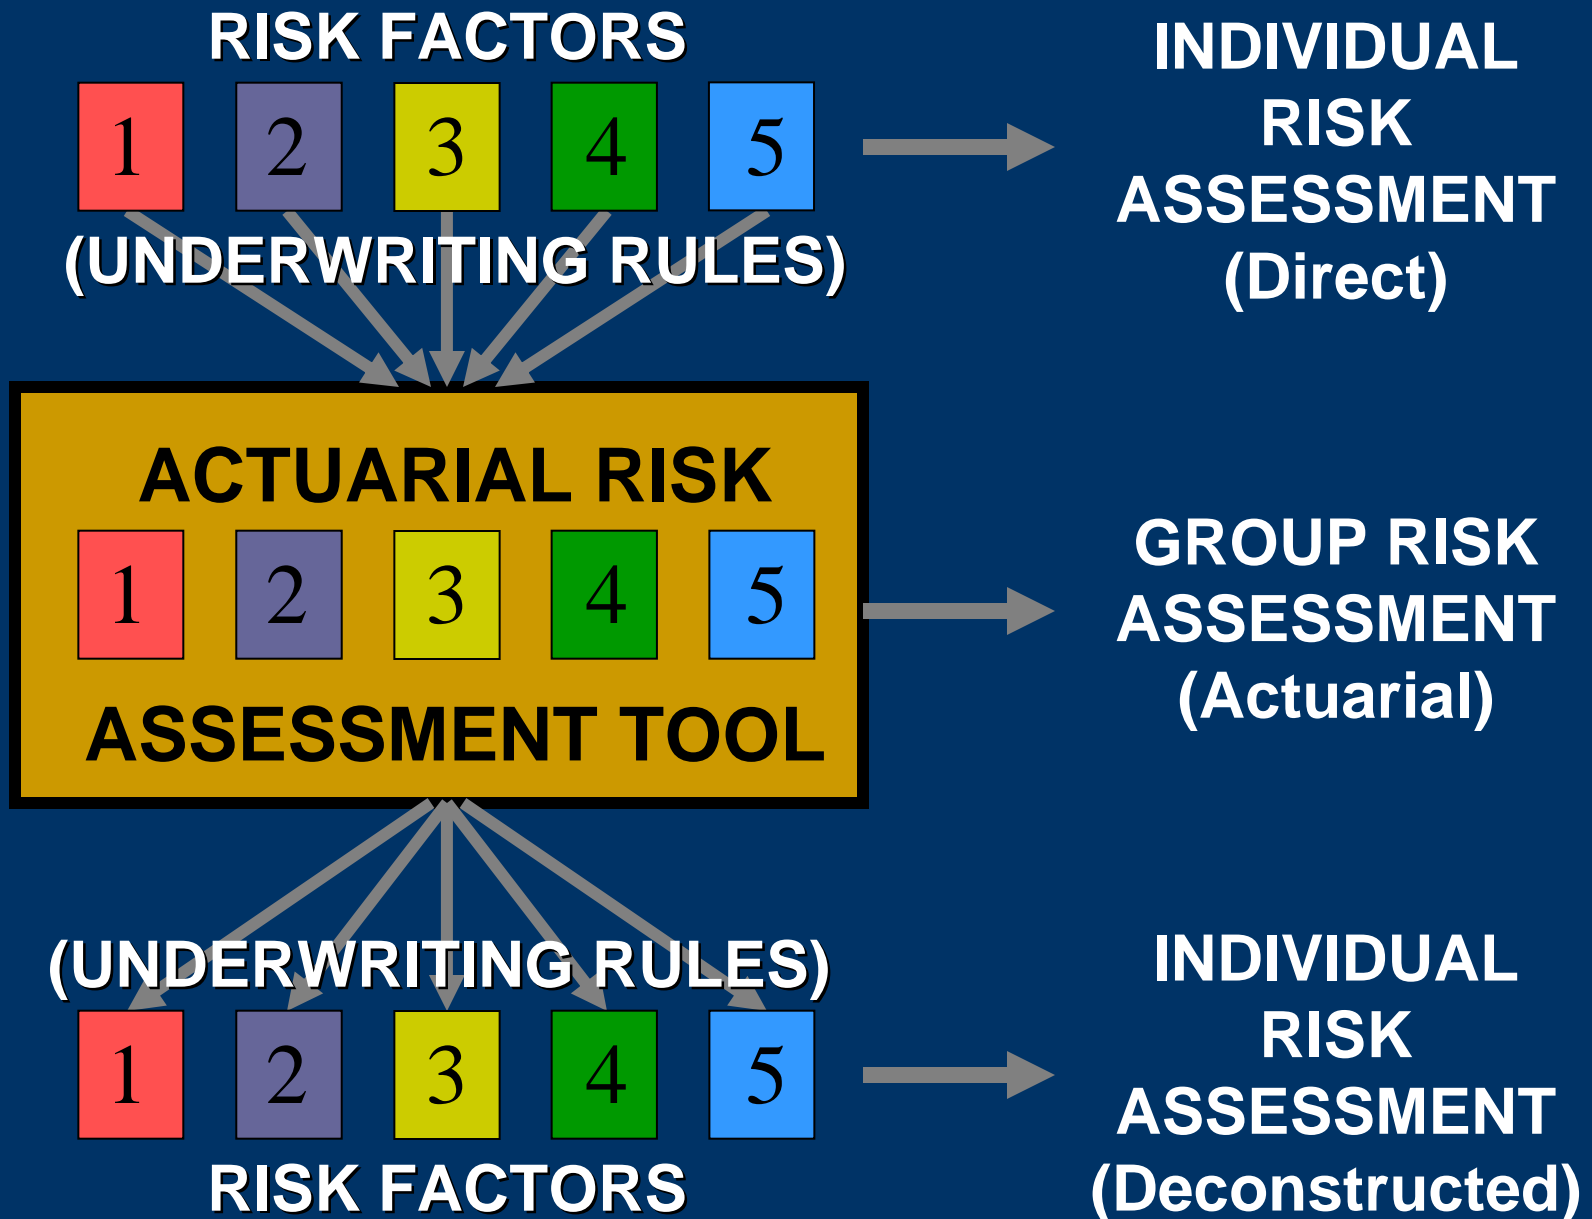 RISK FACTORS
1 2 3 4 5
(UNDERWRITING RULES)
INDIVIDUAL
RISK
ASSESSMENT
(Direct)
ACTUARIAL RISK
1 2 3 4 5
ASSESSMENT TOOL
GROUP RISK
ASSESSMENT
(Actuarial)
(UNDERWRITING RULES)
1 2 3 4 5
RISK FACTORS
INDIVIDUAL
RISK
ASSESSMENT
(Deconstructed)